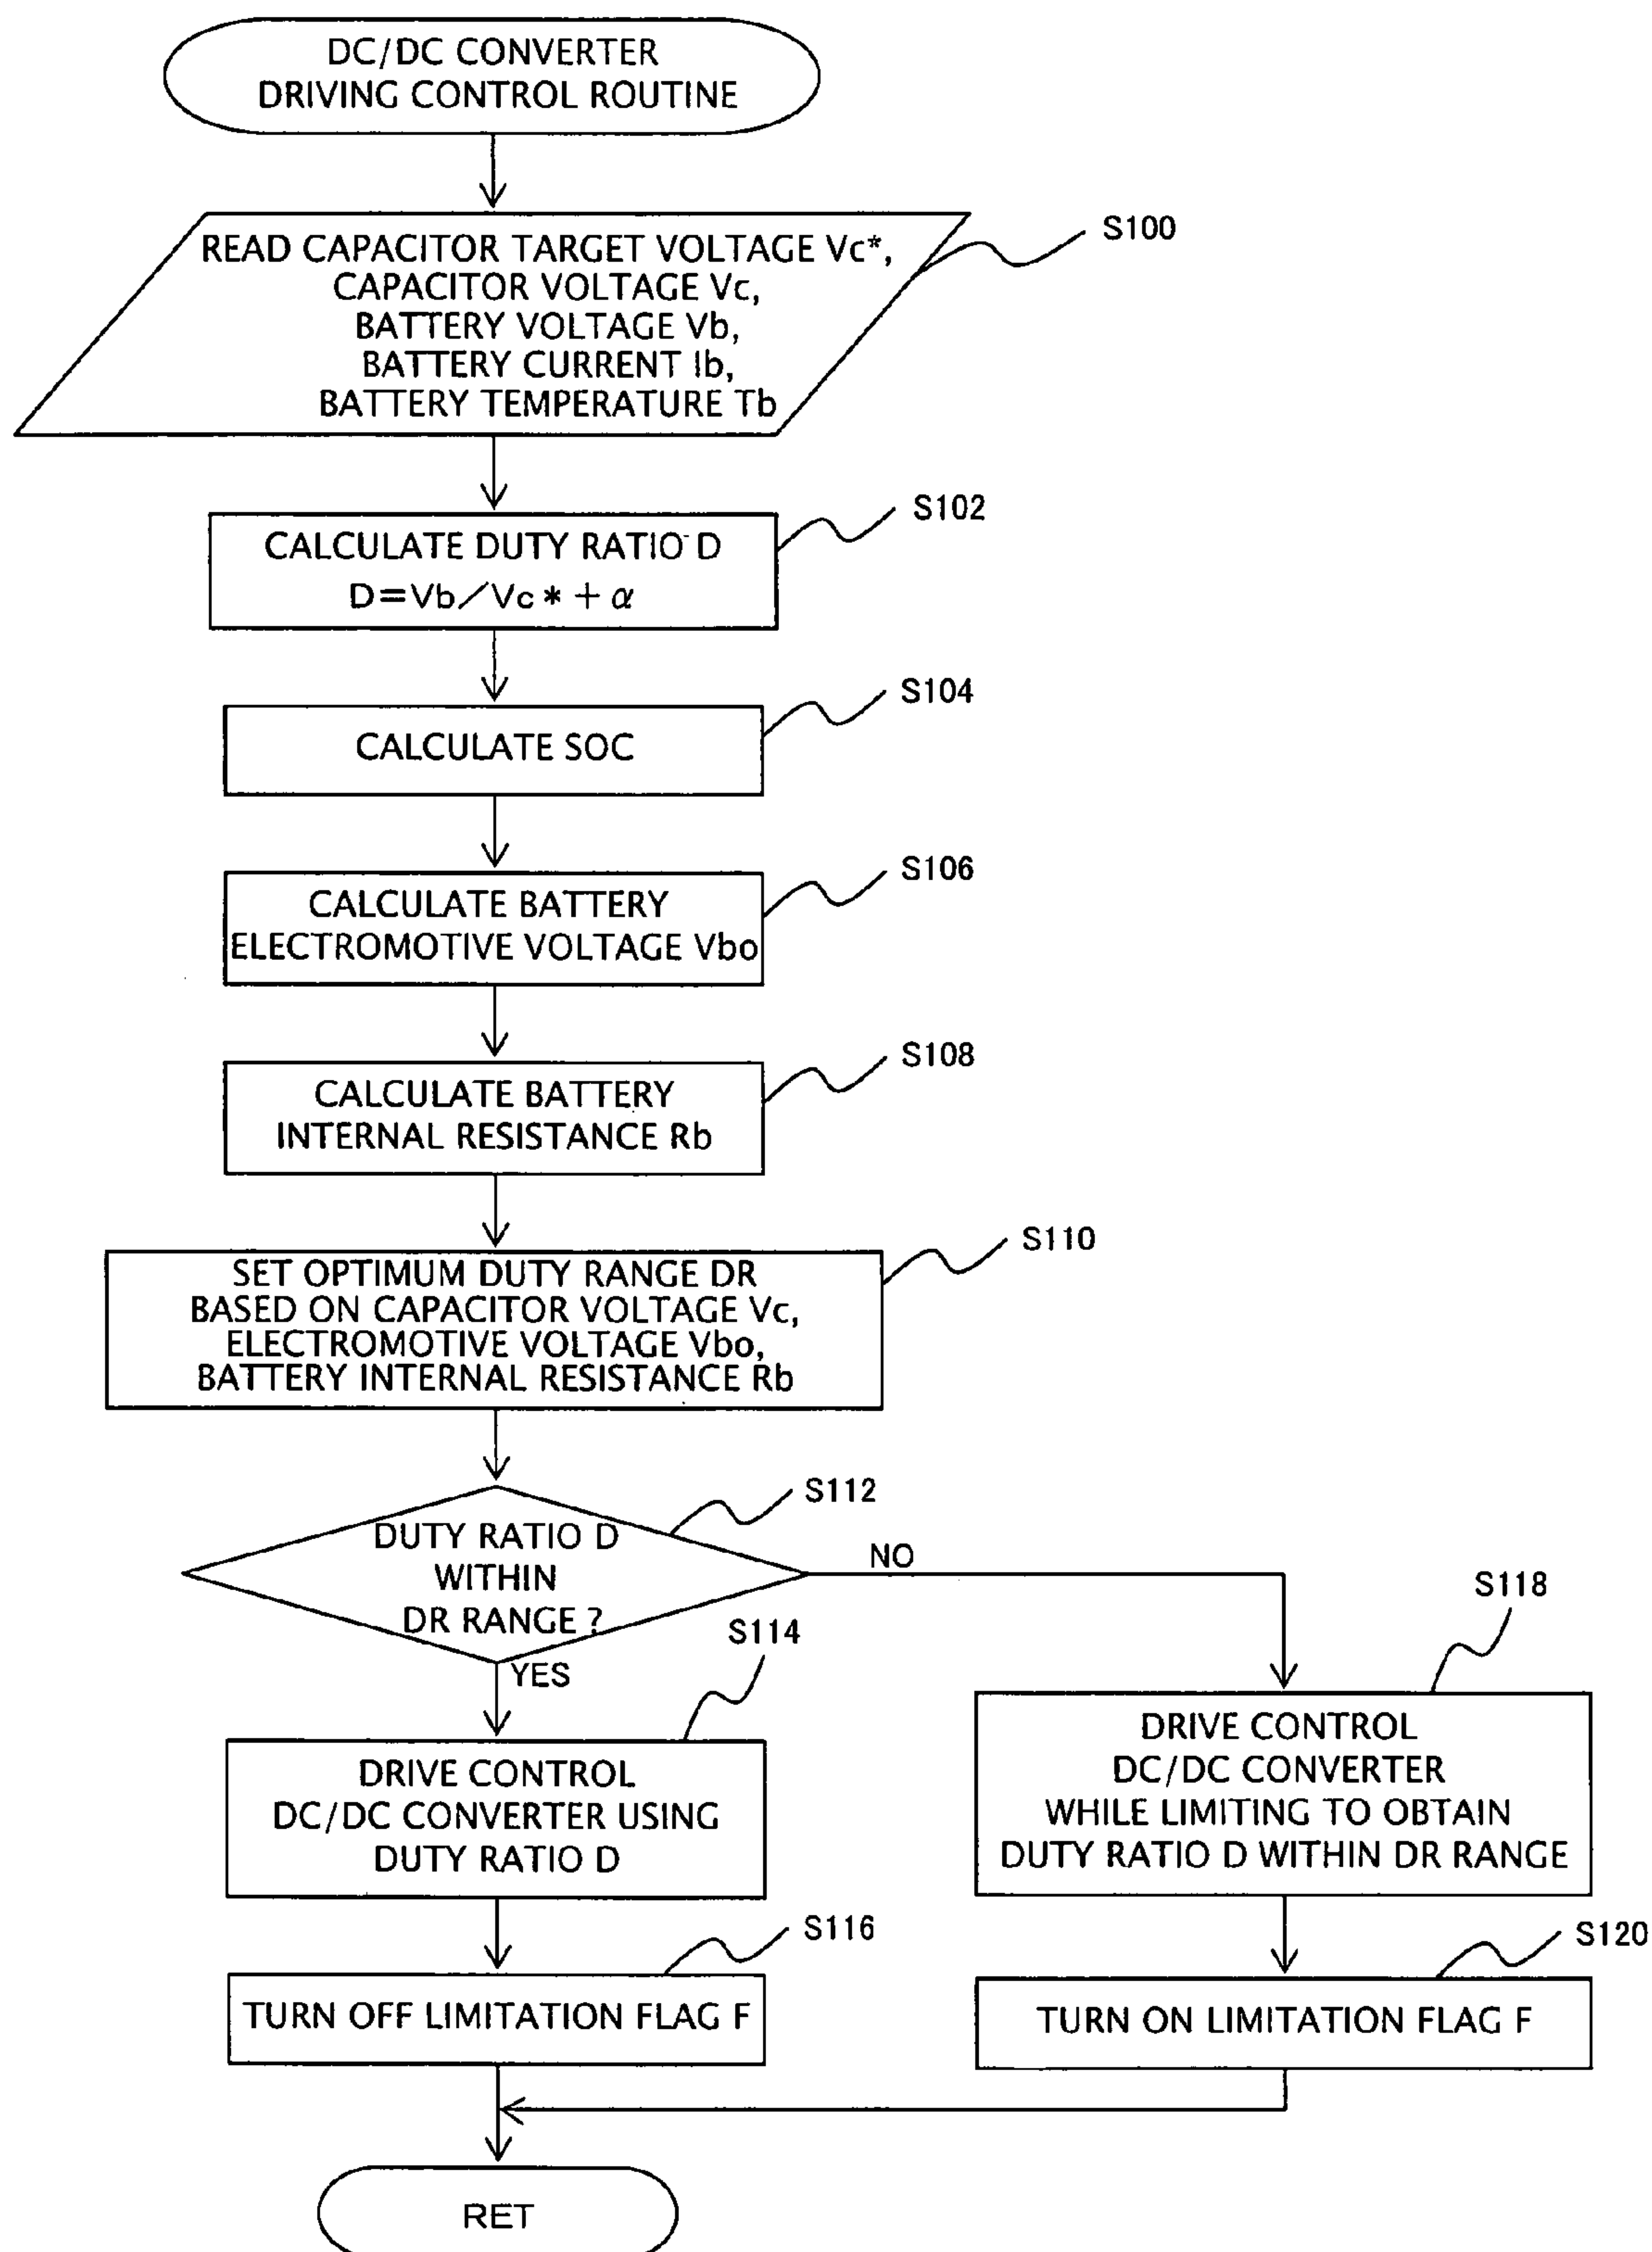 DC/DC CONVERTER
DRIVING CONTROL ROUTINE
READ CAPACITOR TARGET VOLTAGE Vc*,
CAPACITOR VOLTAGE Vc,
BATTERY VOLTAGE Vb,
BATTERY CURRENT Ib,
BATTERY TEMPERATURE Tb
S100
CALCULATE DUTY RATIO D
D=Vb/Vc*+α
S102
CALCULATE SOC
S104
CALCULATE BATTERY
ELECTROMOTIVE VOLTAGE Vbo
S106
CALCULATE BATTERY
INTERNAL RESISTANCE Rb
S108
SET OPTIMUM DUTY RANGE DR
BASED ON CAPACITOR VOLTAGE Vc,
ELECTROMOTIVE VOLTAGE Vbo,
BATTERY INTERNAL RESISTANCE Rb
S110
DUTY RATIO D
WITHIN
DR RANGE ?
S112
NO
YES
S114
DRIVE CONTROL
DC/DC CONVERTER USING
DUTY RATIO D
S118
DRIVE CONTROL
DC/DC CONVERTER
WHILE LIMITING TO OBTAIN
DUTY RATIO D WITHIN DR RANGE
S116
TURN OFF LIMITATION FLAG F
S120
TURN ON LIMITATION FLAG F
RET